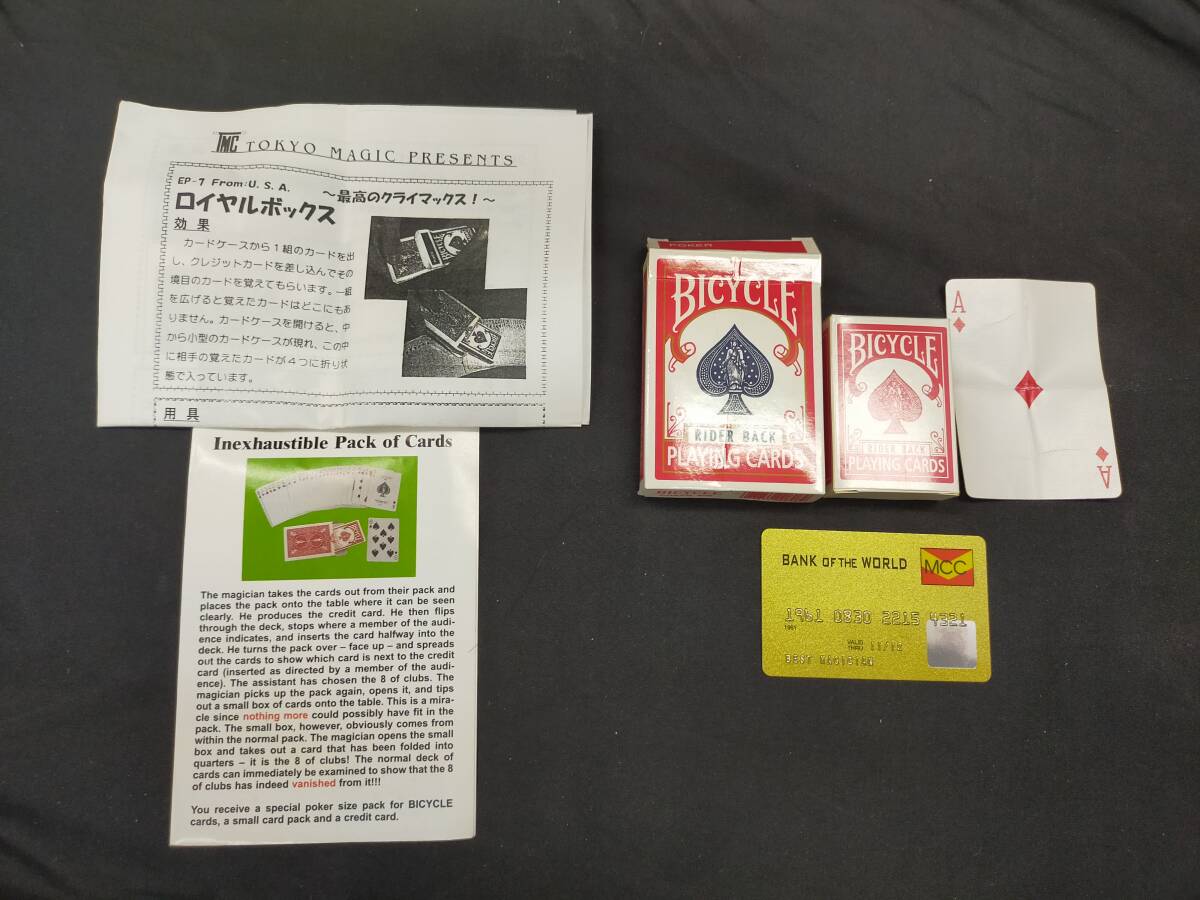 TMC TOKYO MAGIC PRESENTS
EP-7 From:U.S.A.
ロイヤルボックス ～最高のクライマックス！～
効果
カードケースから１組のカードを出
し、クレジットカードを差し込んでその
境目のカードを覚えてもらいます。一組
を広げると覚えたカードはどこにもあ
りません。カードケースを開けると、中
から小型のカードケースが現れ、この中
に相手の覚えたカードが４つに折り状
態で入っています。
用具
Inexhaustible Pack of Cards
The magician takes the cards out from their pack and
places the pack onto the table where it can be seen
clearly. He produces the credit card. He then flips
through the deck, stops where a member of the audi-
ence indicates, and inserts the card halfway into the
deck. He turns the pack over – face up – and spreads
out the cards to show which card is next to the credit
card (inserted as directed by a member of the audi-
ence). The assistant has chosen the 8 of clubs. The
magician picks up the pack again, opens it, and tips
out a small box of cards onto the table. This is a mira-
cle since nothing more could possibly have fit in the
pack. The small box, however, obviously comes from
within the normal pack. The magician opens the small
box and takes out a card that has been folded into
quarters – it is the 8 of clubs! The normal deck of
cards can immediately be examined to show that the 8
of clubs has indeed vanished from it!!!
You receive a special poker size pack for BICYCLE
cards, a small card pack and a credit card.
POKER
BICYCLE
RIDER BACK
PLAYING CARDS
BICYCLE
BICYCLE
RIDER BACK
PLAYING CARDS
A
A
BANK OF THE WORLD
MCC
1961 0830 2215 4321
1961
VALID
THRU 11/12
BEST MAGICIAN